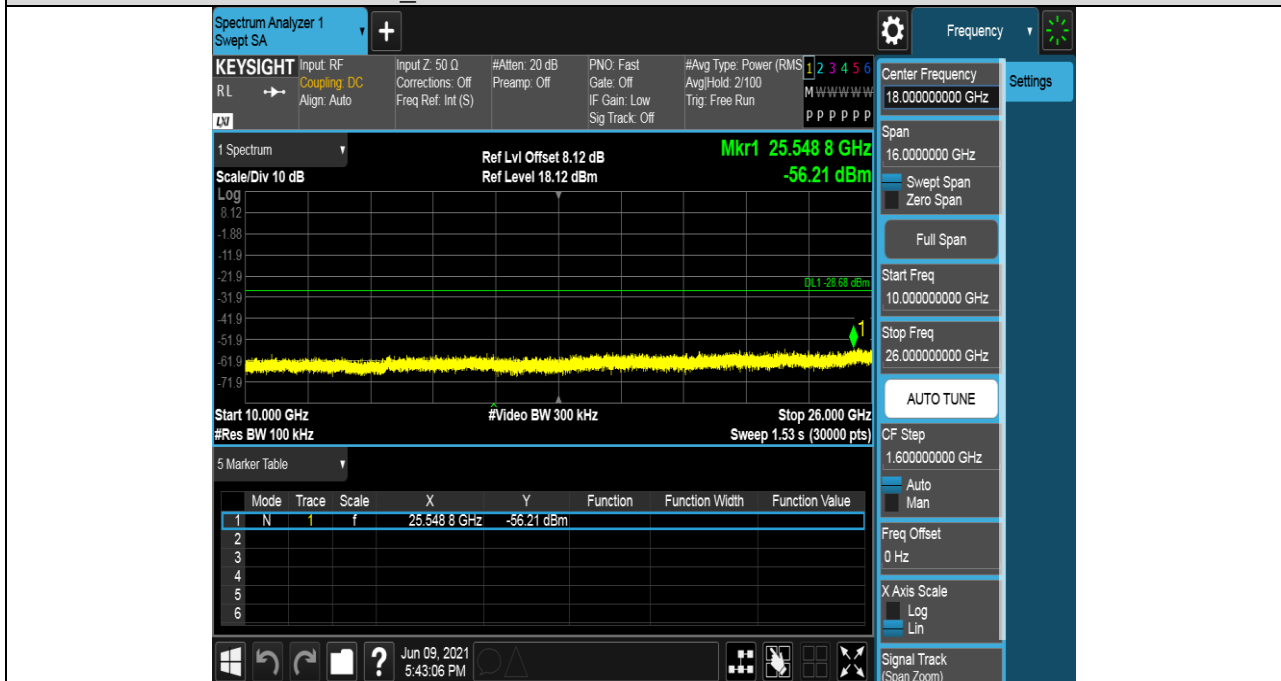 Spectrum Analyzer 1
Swept SA
+
Frequency
KEYSIGHT
RL
LXI
Input: RF
Coupling: DC
Align: Auto
Input Z: 50 Ω
Corrections: Off
Freq Ref: Int (S)
#Atten: 20 dB
Preamp: Off
PNO: Fast
Gate: Off
IF Gain: Low
Sig Track: Off
#Avg Type: Power (RMS
Avg|Hold: 2/100
Trig: Free Run
1 2 3 4 5 6
M W W W W W
P P P P P P
1 Spectrum
Scale/Div 10 dB
Ref Lvl Offset 8.12 dB
Ref Level 18.12 dBm
Mkr1 25.548 8 GHz
-56.21 dBm
Log
8.12
-1.88
-11.9
-21.9
-31.9
-41.9
-51.9
-61.9
-71.9
DL1 -28.68 dBm
1
Start 10.000 GHz
#Video BW 300 kHz
Stop 26.000 GHz
#Res BW 100 kHz
Sweep 1.53 s (30000 pts)
5 Marker Table
Mode Trace Scale X Y Function Function Width Function Value
1 N 1 f 25.548 8 GHz -56.21 dBm
2
3
4
5
6
?
Jun 09, 2021
5:43:06 PM
Center Frequency
18.000000000 GHz
Span
16.0000000 GHz
Swept Span
Zero Span
Full Span
Start Freq
10.000000000 GHz
Stop Freq
26.000000000 GHz
AUTO TUNE
CF Step
1.600000000 GHz
Auto
Man
Freq Offset
0 Hz
X Axis Scale
Log
Lin
Signal Track
(Span Zoom)
Settings